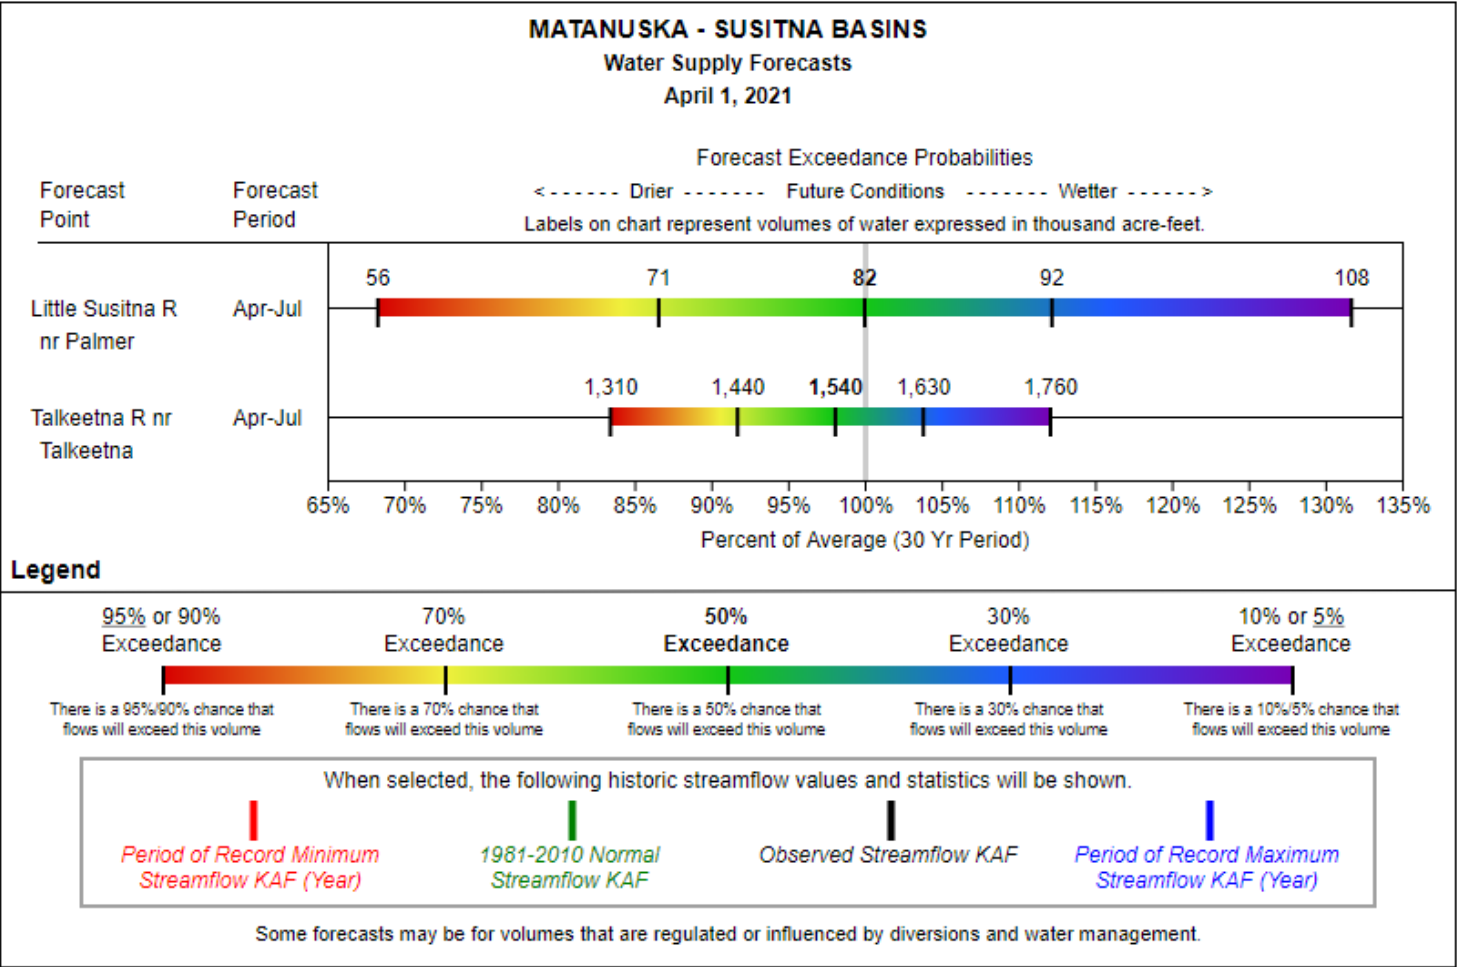 MATANUSKA - SUSITNA BASINS
Water Supply Forecasts
April 1, 2021
Forecast Exceedance Probabilities
Forecast Point
Forecast Period
<------ Drier ------- Future Conditions ------- Wetter ------>
Labels on chart represent volumes of water expressed in thousand acre-feet.
56 71 82 92 108
Little Susitna R
nr Palmer
Apr-Jul
1,310 1,440 1,540 1,630 1,760
Talkeetna R nr
Talkeetna
Apr-Jul
65% 70% 75% 80% 85% 90% 95% 100% 105% 110% 115% 120% 125% 130% 135%
Percent of Average (30 Yr Period)
Legend
95% or 90%
Exceedance
70%
Exceedance
50%
Exceedance
30%
Exceedance
10% or 5%
Exceedance
There is a 95%/90% chance that
flows will exceed this volume
There is a 70% chance that
flows will exceed this volume
There is a 50% chance that
flows will exceed this volume
There is a 30% chance that
flows will exceed this volume
There is a 10%/5% chance that
flows will exceed this volume
When selected, the following historic streamflow values and statistics will be shown.
Period of Record Minimum
Streamflow KAF (Year)
1981-2010 Normal
Streamflow KAF
Observed Streamflow KAF
Period of Record Maximum
Streamflow KAF (Year)
Some forecasts may be for volumes that are regulated or influenced by diversions and water management.